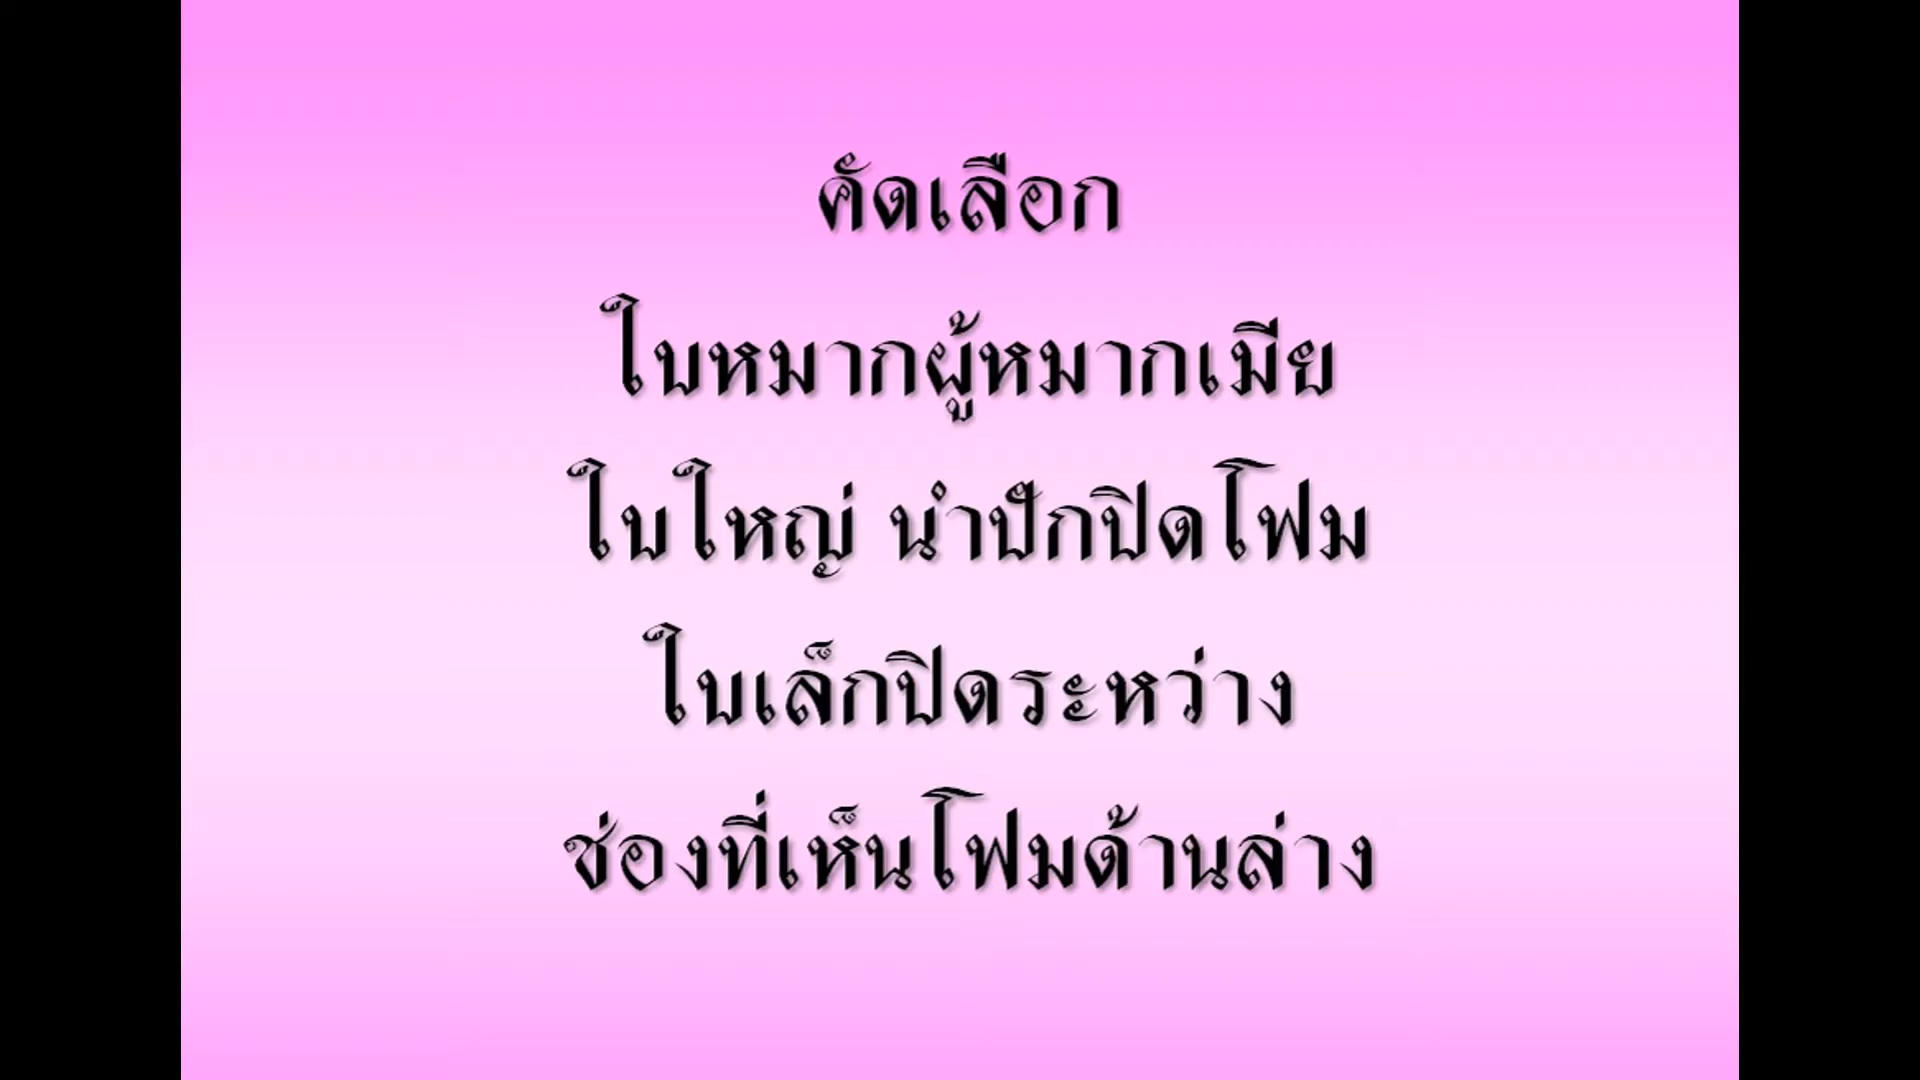 คัดเลือก
ใบหมากผู้หมากเมีย
ใบใหญ่ นำปักปิดโฟม
ใบเล็กปิดระหว่าง
ช่องที่เห็นโฟมด้านล่าง